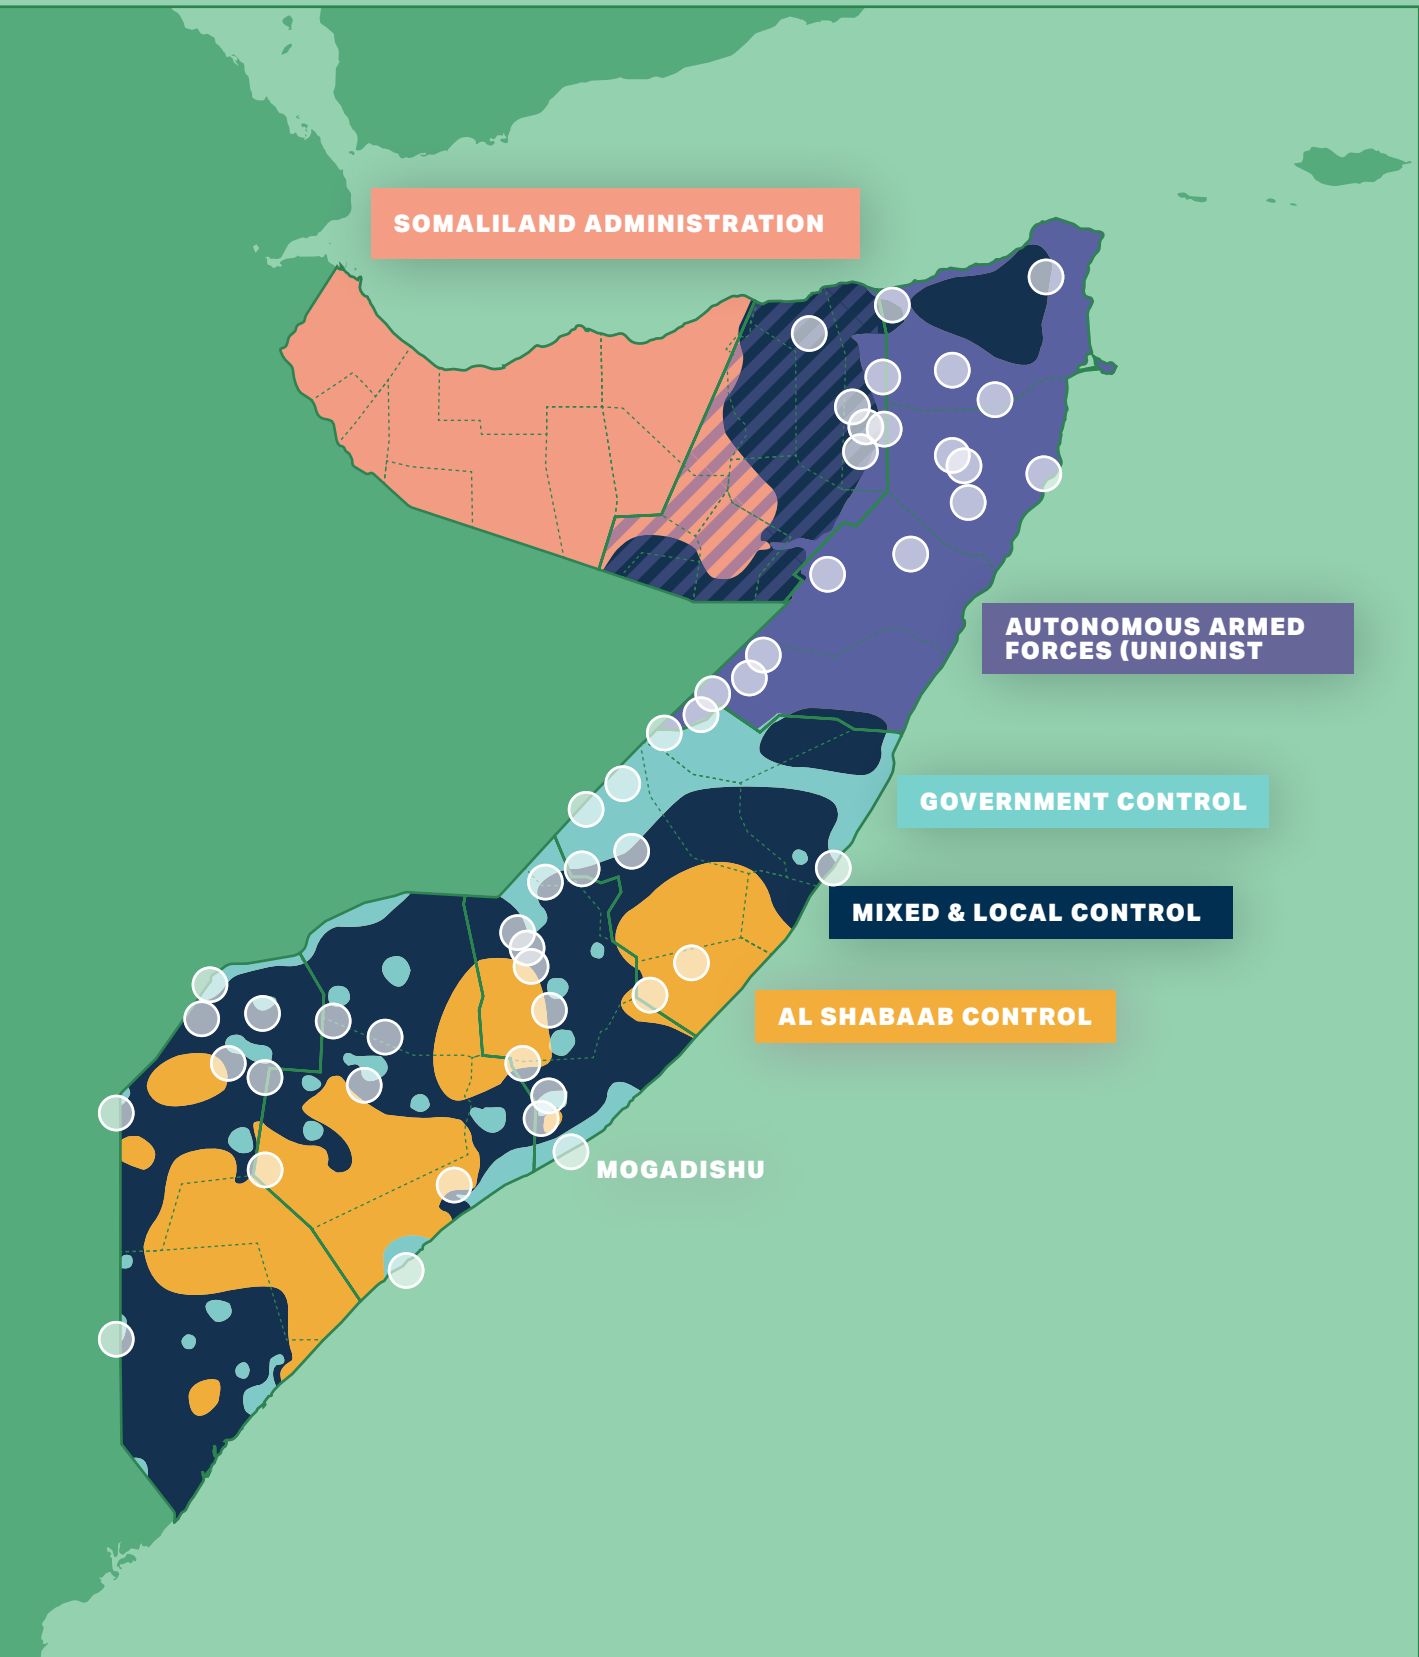 SOMALILAND ADMINISTRATION
AUTONOMOUS ARMED
FORCES (UNIONIST
GOVERNMENT CONTROL
MIXED & LOCAL CONTROL
AL SHABAAB CONTROL
MOGADISHU